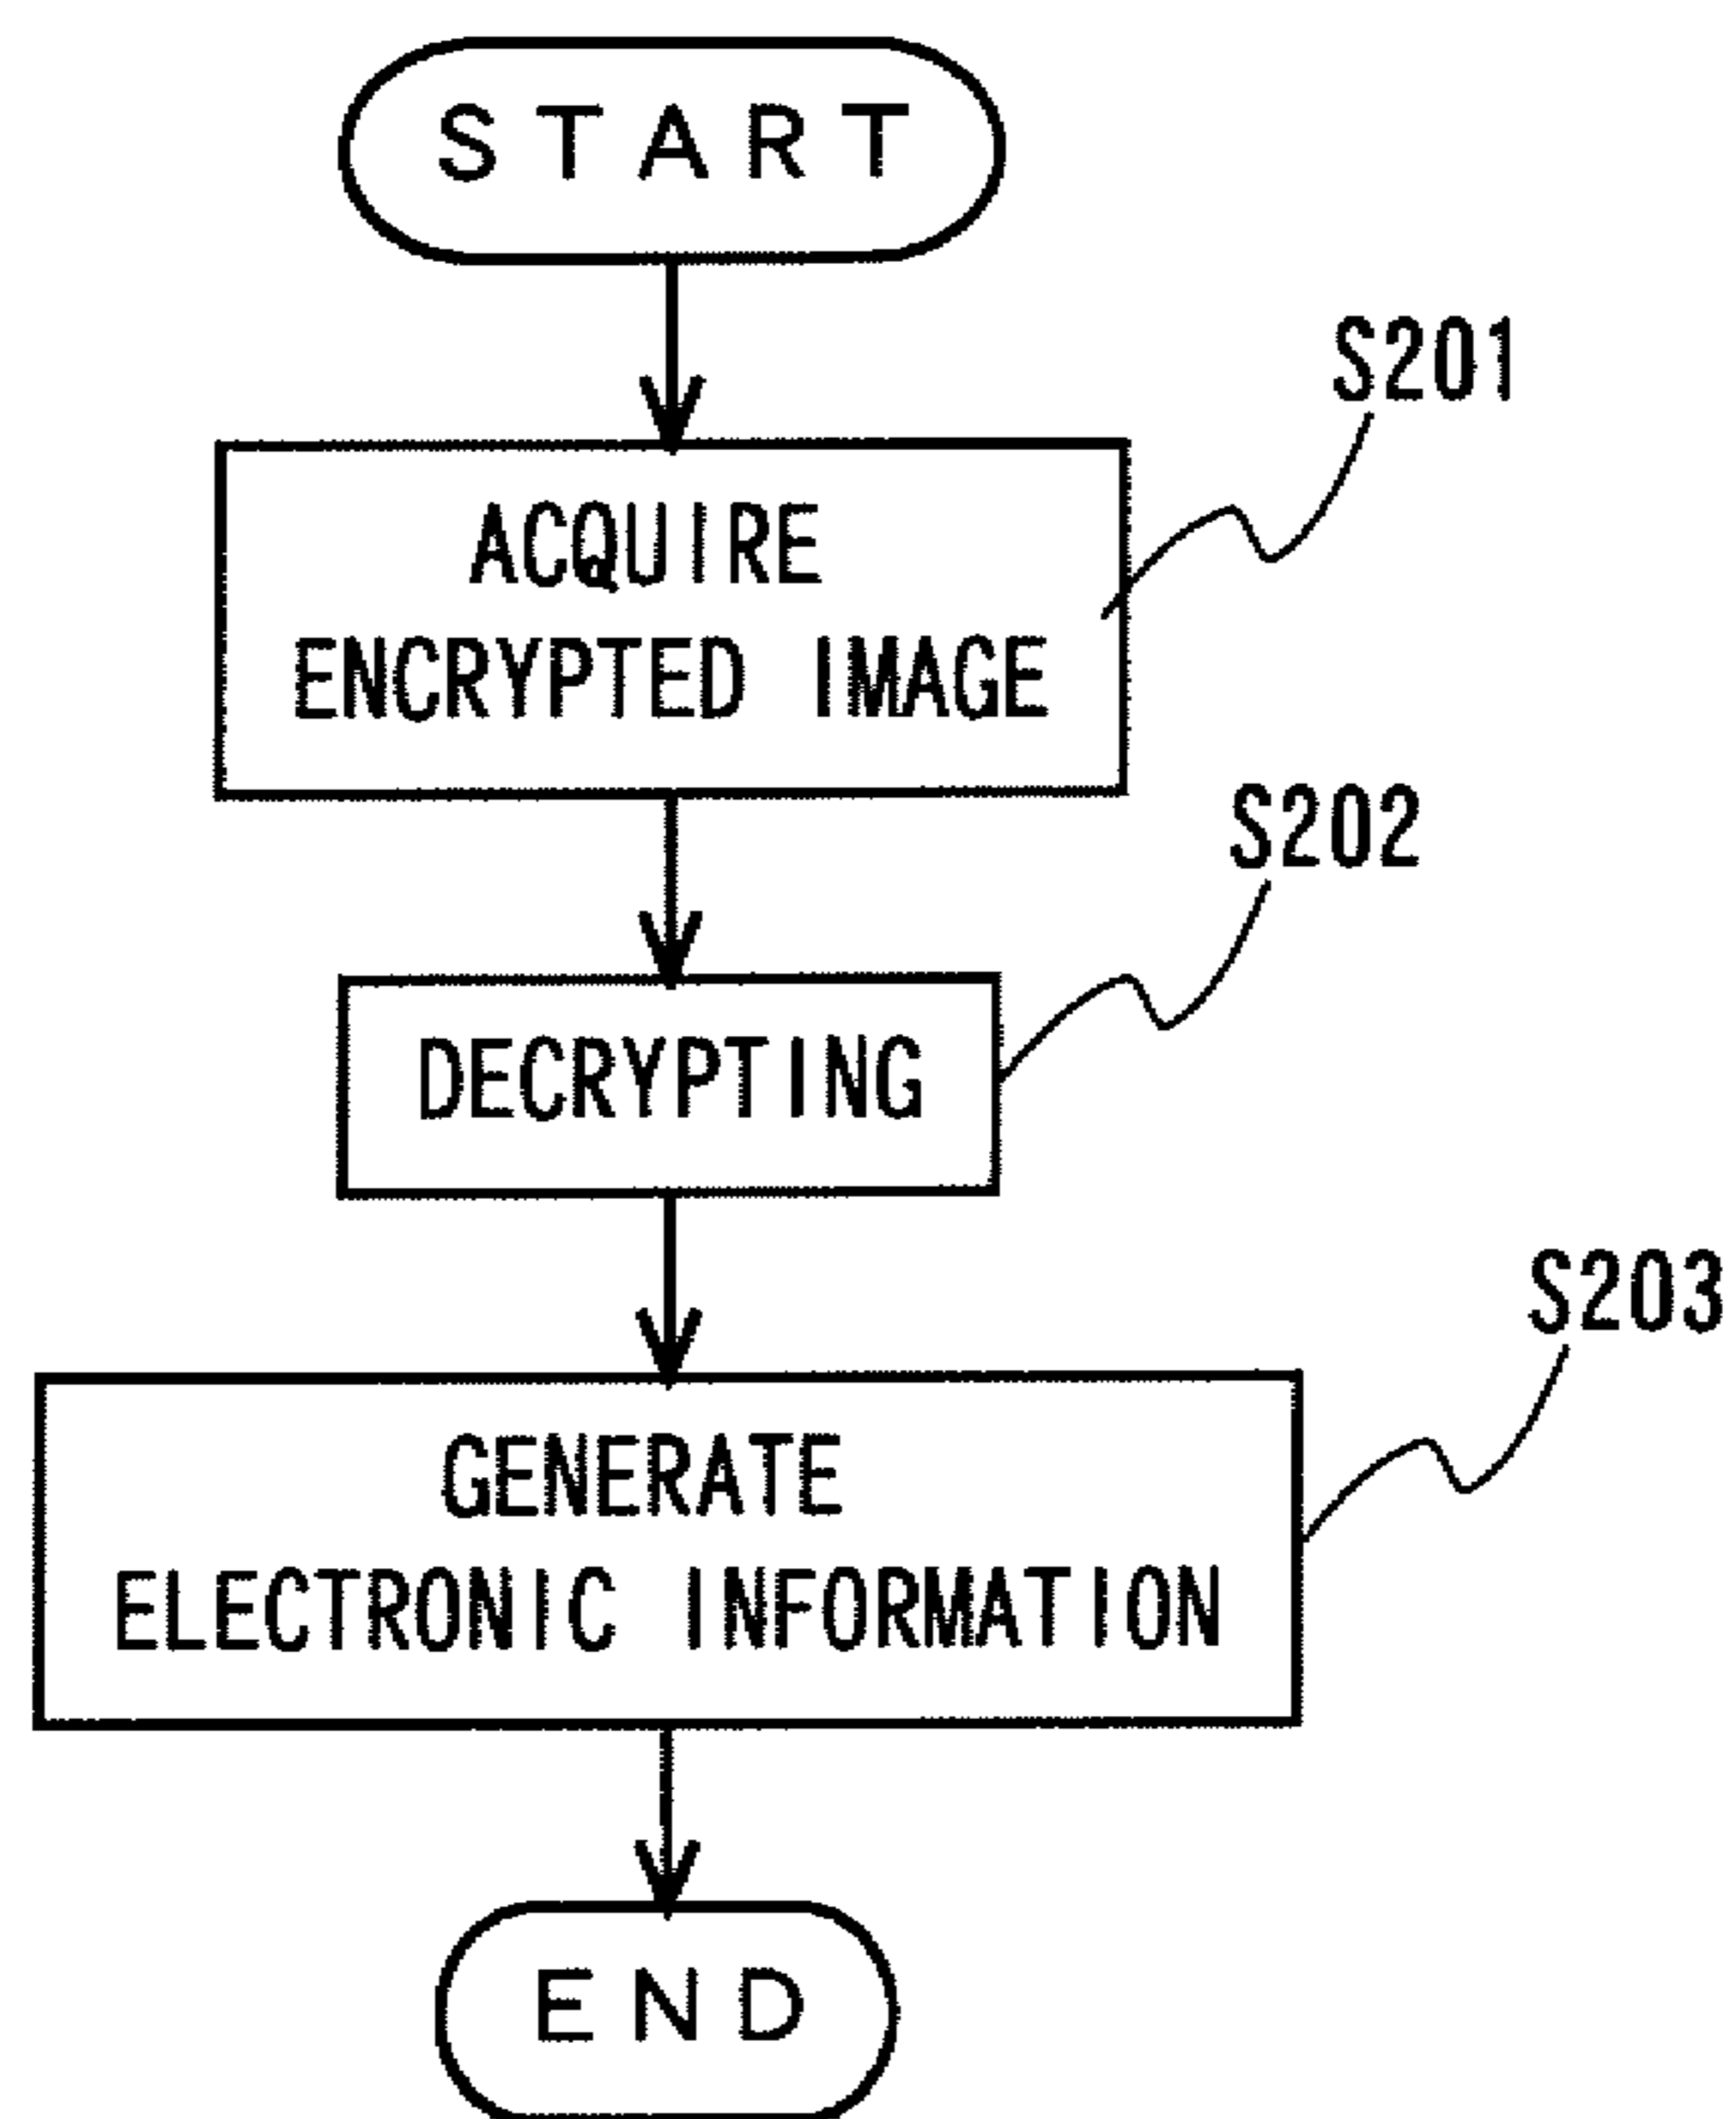 START
S201
ACQUIRE
ENCRYPTED IMAGE
S202
DECRYPTING
S203
GENERATE
ELECTRONIC INFORMATION
END